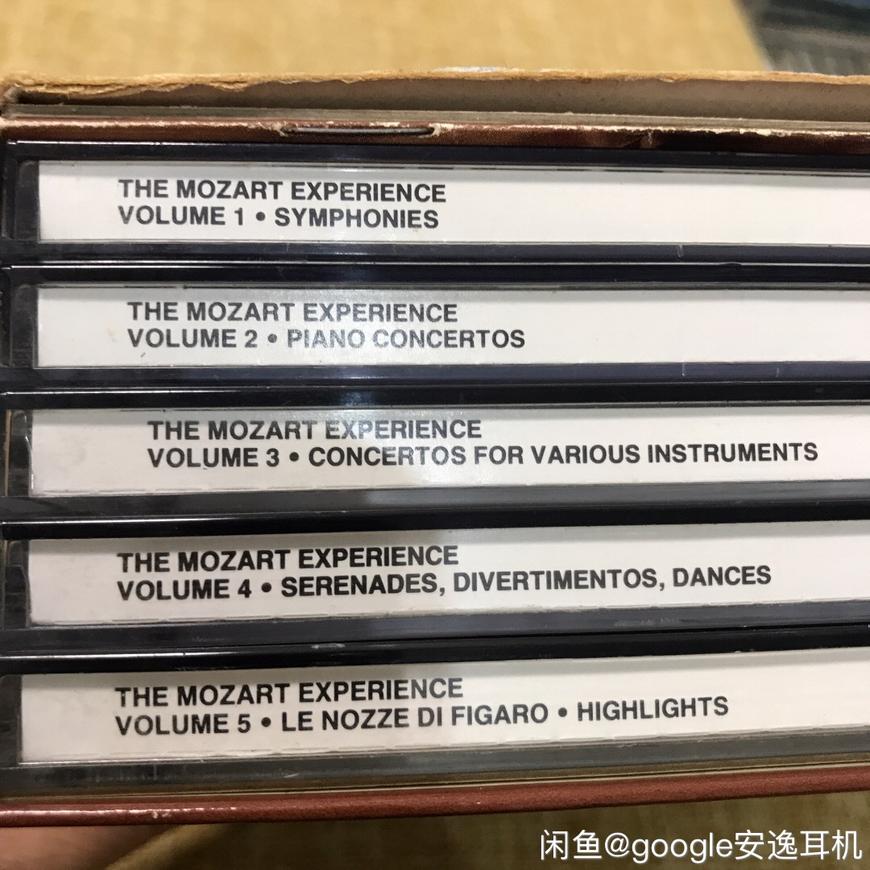 THE MOZART EXPERIENCE
VOLUME 1 • SYMPHONIES
THE MOZART EXPERIENCE
VOLUME 2 • PIANO CONCERTOS
THE MOZART EXPERIENCE
VOLUME 3 • CONCERTOS FOR VARIOUS INSTRUMENTS
THE MOZART EXPERIENCE
VOLUME 4 • SERENADES, DIVERTIMENTOS, DANCES
THE MOZART EXPERIENCE
VOLUME 5 • LE NOZZE DI FIGARO • HIGHLIGHTS
闲鱼@google安逸耳机